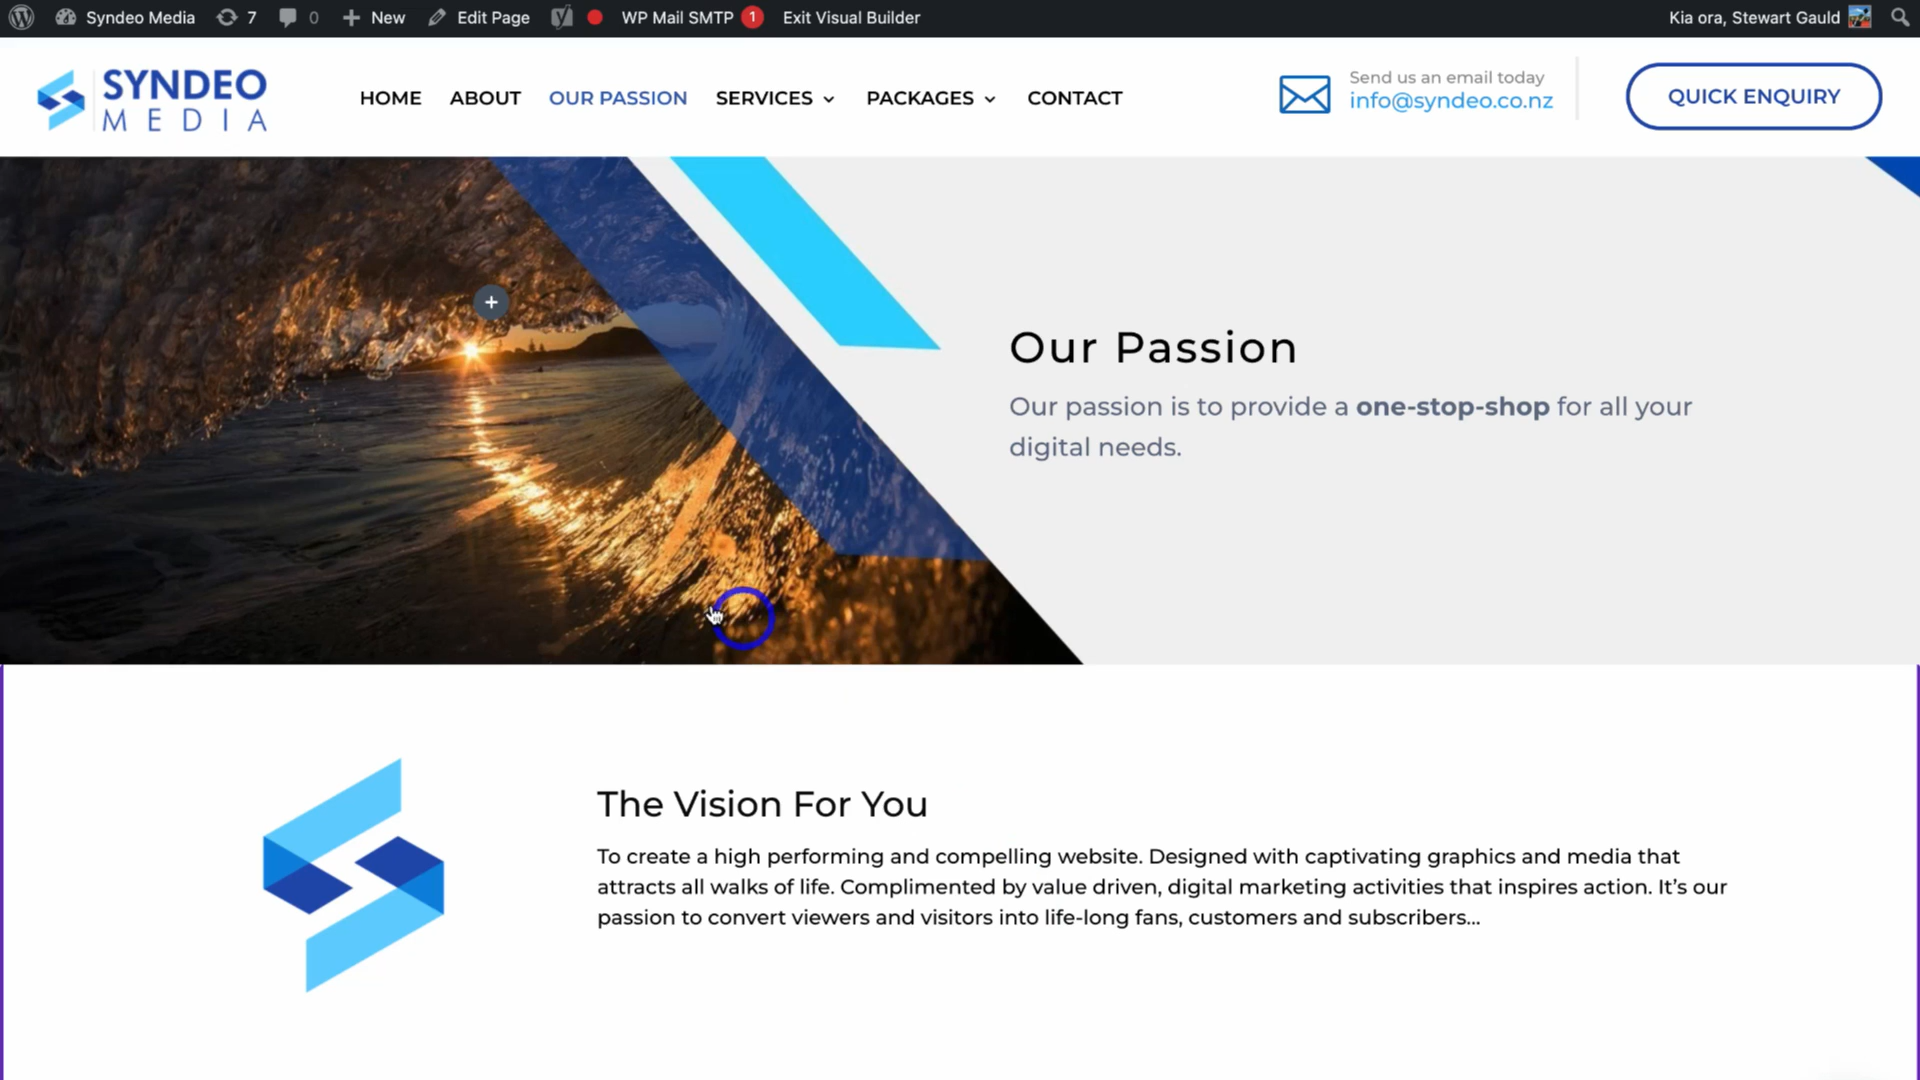 Syndeo Media 7 0 New Edit Page WP Mail SMTP 1 Exit Visual Builder Kia ora, Stewart Gauld
SYNDEO
MEDIA
HOME ABOUT OUR PASSION SERVICES PACKAGES CONTACT
Send us an email today
info@syndeo.co.nz
QUICK ENQUIRY
Our Passion
Our passion is to provide a one-stop-shop for all your
digital needs.
The Vision For You
To create a high performing and compelling website. Designed with captivating graphics and media that
attracts all walks of life. Complimented by value driven, digital marketing activities that inspires action. It’s our
passion to convert viewers and visitors into life-long fans, customers and subscribers...